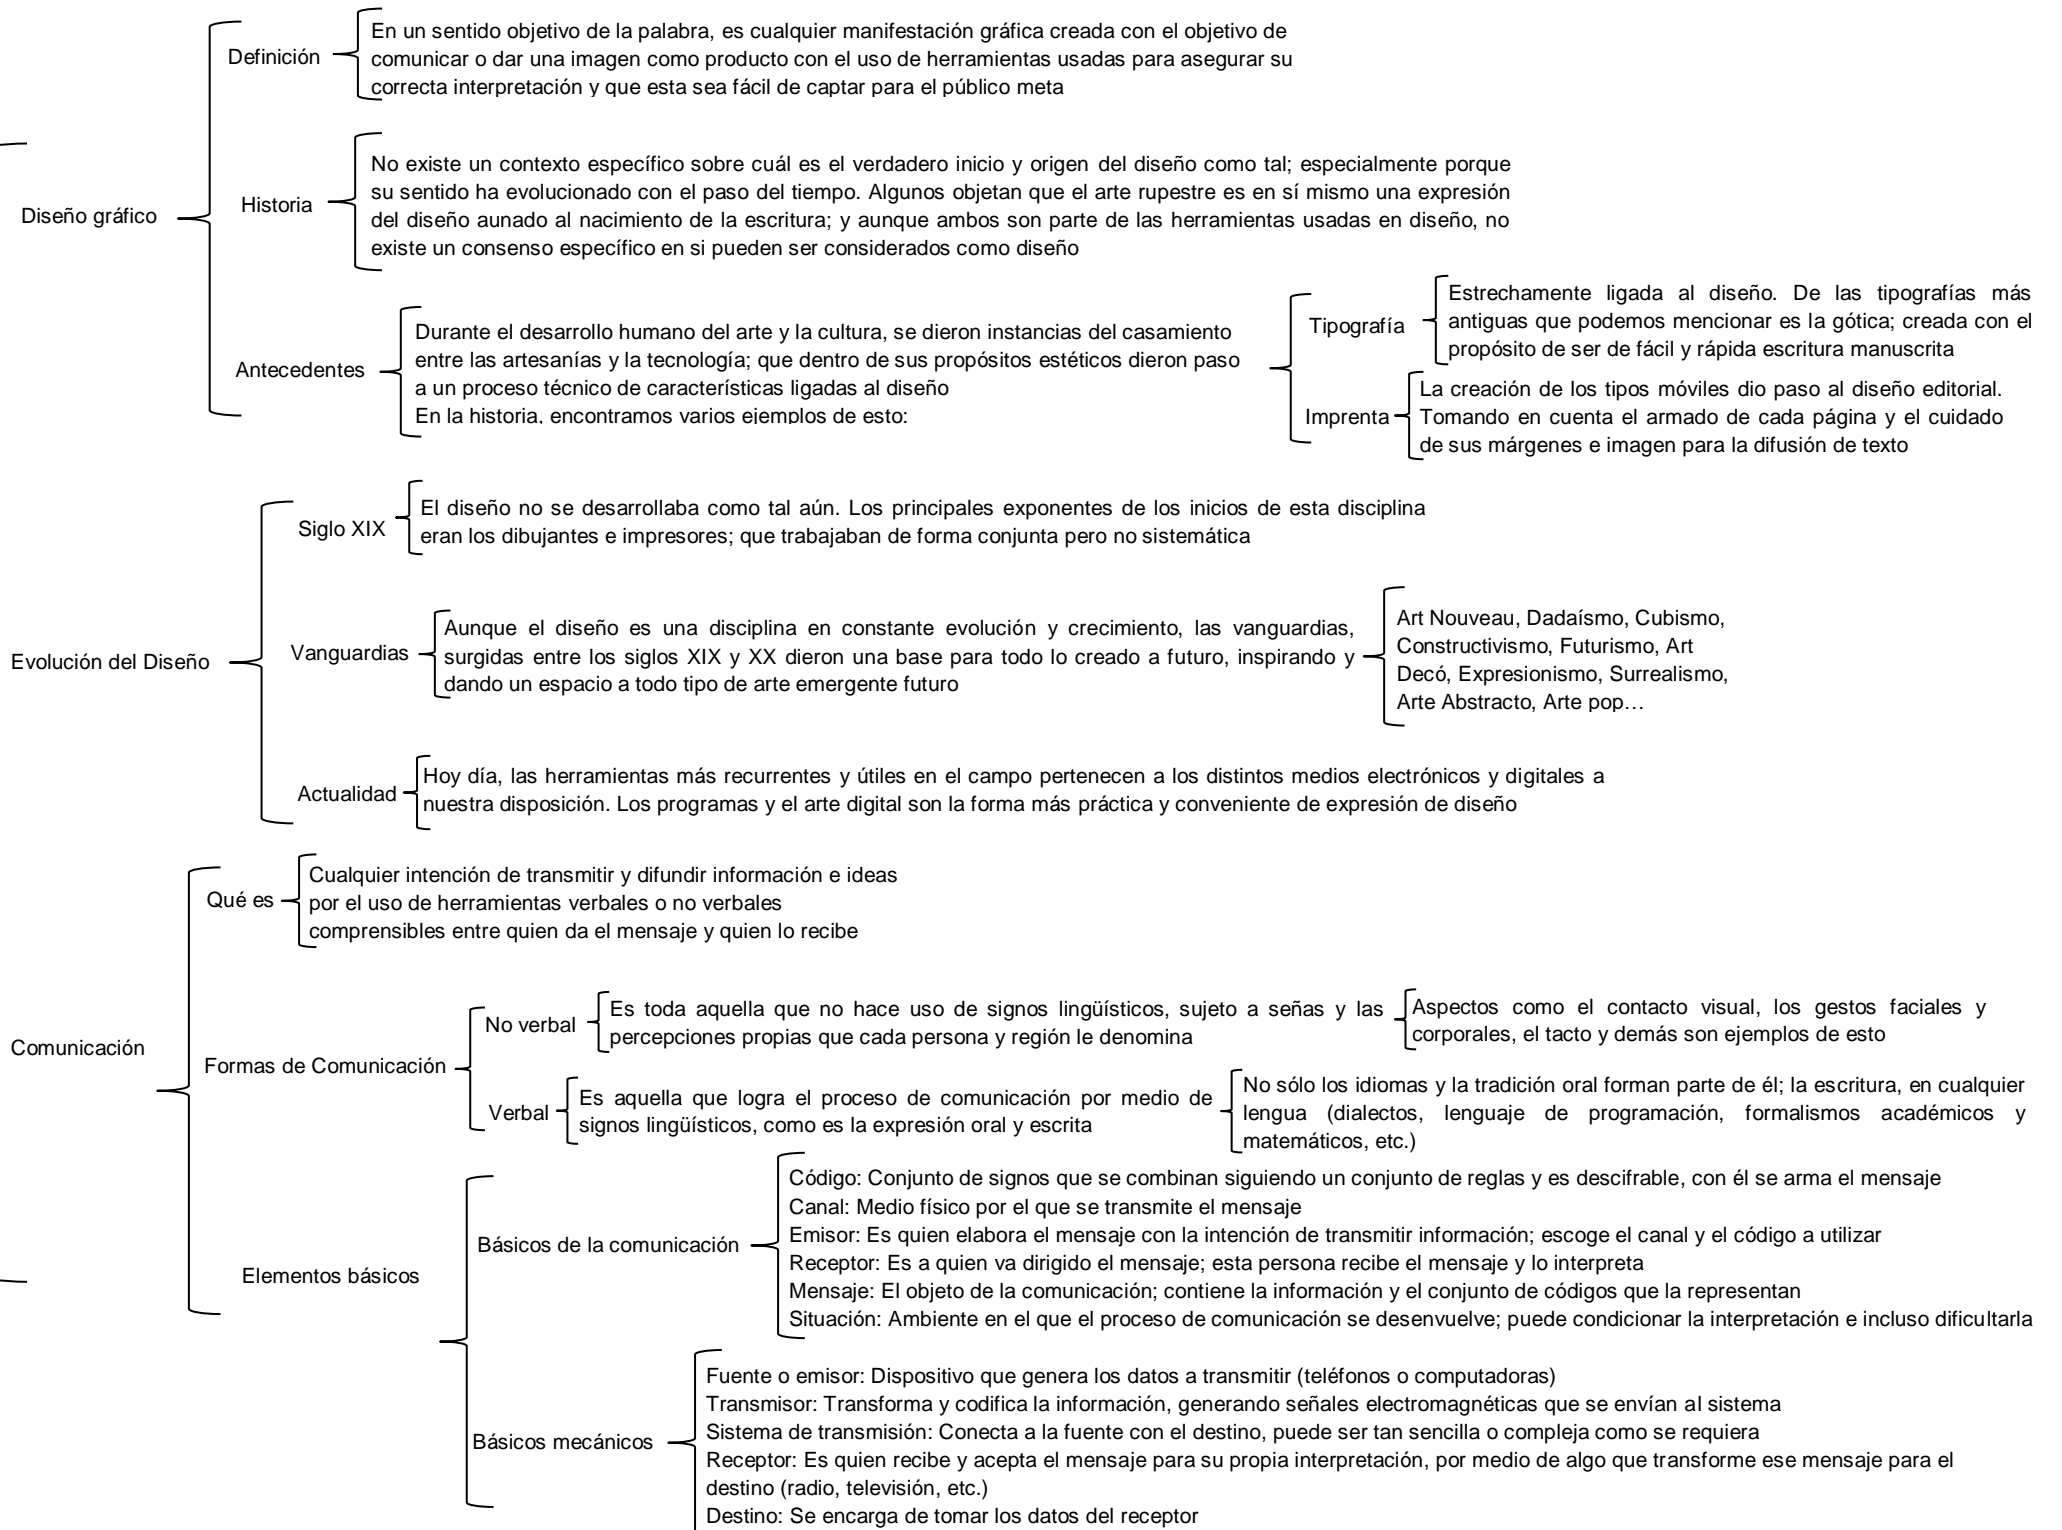 Diseño gráfico
Definición
En un sentido objetivo de la palabra, es cualquier manifestación gráfica creada con el objetivo de
comunicar o dar una imagen como producto con el uso de herramientas usadas para asegurar su
correcta interpretación y que esta sea fácil de captar para el público meta
Historia
No existe un contexto específico sobre cuál es el verdadero inicio y origen del diseño como tal; especialmente porque
su sentido ha evolucionado con el paso del tiempo. Algunos objetan que el arte rupestre es en sí mismo una expresión
del diseño aunado al nacimiento de la escritura; y aunque ambos son parte de las herramientas usadas en diseño, no
existe un consenso específico en si pueden ser considerados como diseño
Antecedentes
Durante el desarrollo humano del arte y la cultura, se dieron instancias del casamiento
entre las artesanías y la tecnología; que dentro de sus propósitos estéticos dieron paso
a un proceso técnico de características ligadas al diseño
En la historia, encontramos varios ejemplos de esto:
Tipografía
Estrechamente ligada al diseño. De las tipografías más
antiguas que podemos mencionar es la gótica; creada con el
propósito de ser de fácil y rápida escritura manuscrita
Imprenta
La creación de los tipos móviles dio paso al diseño editorial.
Tomando en cuenta el armado de cada página y el cuidado
de sus márgenes e imagen para la difusión de texto
Evolución del Diseño
Siglo XIX
El diseño no se desarrollaba como tal aún. Los principales exponentes de los inicios de esta disciplina
eran los dibujantes e impresores; que trabajaban de forma conjunta pero no sistemática
Vanguardias
Aunque el diseño es una disciplina en constante evolución y crecimiento, las vanguardias,
surgidas entre los siglos XIX y XX dieron una base para todo lo creado a futuro, inspirando y
dando un espacio a todo tipo de arte emergente futuro
Art Nouveau, Dadaísmo, Cubismo,
Constructivismo, Futurismo, Art
Decó, Expresionismo, Surrealismo,
Arte Abstracto, Arte pop…
Actualidad
Hoy día, las herramientas más recurrentes y útiles en el campo pertenecen a los distintos medios electrónicos y digitales a
nuestra disposición. Los programas y el arte digital son la forma más práctica y conveniente de expresión de diseño
Comunicación
Qué es
Cualquier intención de transmitir y difundir información e ideas
por el uso de herramientas verbales o no verbales
comprensibles entre quien da el mensaje y quien lo recibe
Formas de Comunicación
No verbal
Es toda aquella que no hace uso de signos lingüísticos, sujeto a señas y las
percepciones propias que cada persona y región le denomina
Aspectos como el contacto visual, los gestos faciales y
corporales, el tacto y demás son ejemplos de esto
Verbal
Es aquella que logra el proceso de comunicación por medio de
signos lingüísticos, como es la expresión oral y escrita
No sólo los idiomas y la tradición oral forman parte de él; la escritura, en cualquier
lengua (dialectos, lenguaje de programación, formalismos académicos y
matemáticos, etc.)
Elementos básicos
Básicos de la comunicación
Código: Conjunto de signos que se combinan siguiendo un conjunto de reglas y es descifrable, con él se arma el mensaje
Canal: Medio físico por el que se transmite el mensaje
Emisor: Es quien elabora el mensaje con la intención de transmitir información; escoge el canal y el código a utilizar
Receptor: Es a quien va dirigido el mensaje; esta persona recibe el mensaje y lo interpreta
Mensaje: El objeto de la comunicación; contiene la información y el conjunto de códigos que la representan
Situación: Ambiente en el que el proceso de comunicación se desenvuelve; puede condicionar la interpretación e incluso dificultarla
Básicos mecánicos
Fuente o emisor: Dispositivo que genera los datos a transmitir (teléfonos o computadoras)
Transmisor: Transforma y codifica la información, generando señales electromagnéticas que se envían al sistema
Sistema de transmisión: Conecta a la fuente con el destino, puede ser tan sencilla o compleja como se requiera
Receptor: Es quien recibe y acepta el mensaje para su propia interpretación, por medio de algo que transforme ese mensaje para el
destino (radio, televisión, etc.)
Destino: Se encarga de tomar los datos del receptor